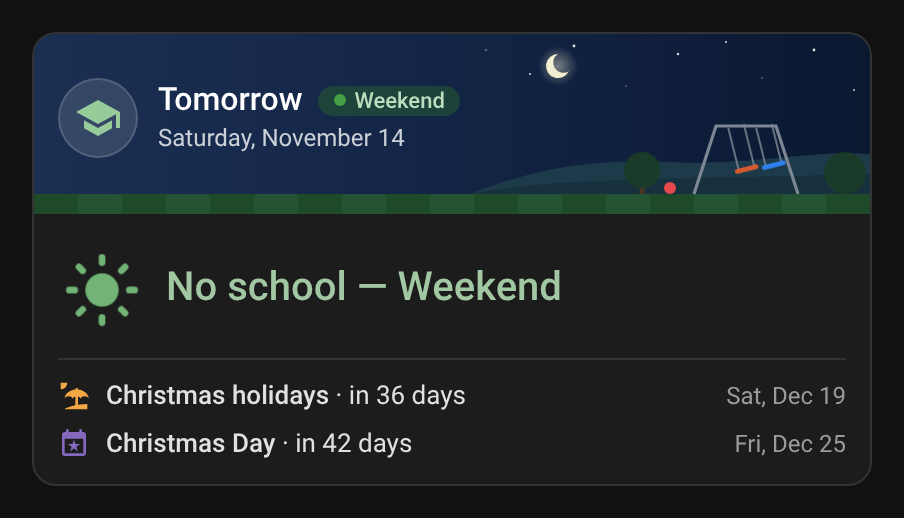 Tomorrow Weekend
Saturday, November 14
No school — Weekend
Christmas holidays · in 36 days Sat, Dec 19
Christmas Day · in 42 days Fri, Dec 25